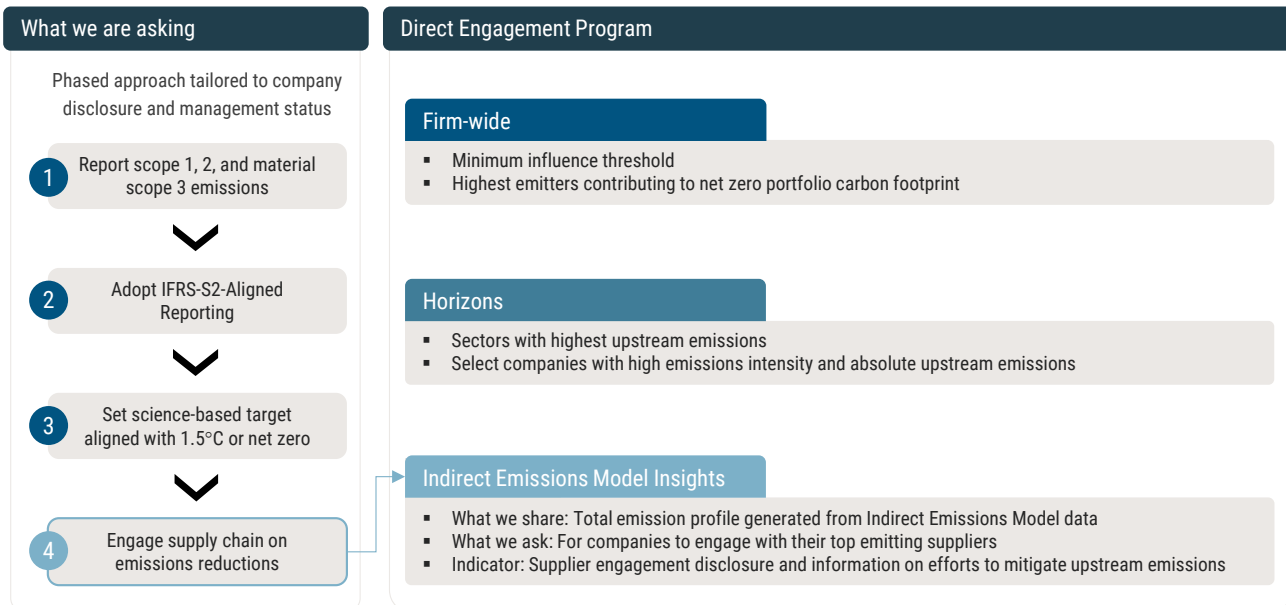 What we are asking
Phased approach tailored to company
disclosure and management status
1
Report scope 1, 2, and material
scope 3 emissions
2
Adopt IFRS-S2-Aligned
Reporting
3
Set science-based target
aligned with 1.5°C or net zero
4
Engage supply chain on
emissions reductions
Direct Engagement Program
Firm-wide
▪ Minimum influence threshold
▪ Highest emitters contributing to net zero portfolio carbon footprint
Horizons
▪ Sectors with highest upstream emissions
▪ Select companies with high emissions intensity and absolute upstream emissions
Indirect Emissions Model Insights
▪ What we share: Total emission profile generated from Indirect Emissions Model data
▪ What we ask: For companies to engage with their top emitting suppliers
▪ Indicator: Supplier engagement disclosure and information on efforts to mitigate upstream emissions